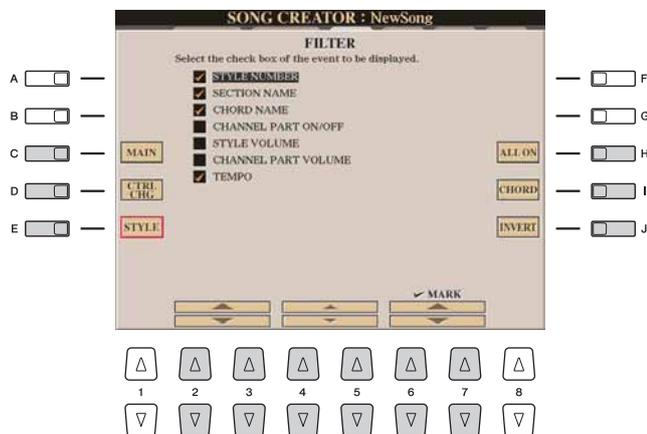 SONG CREATOR : NewSong
FILTER
Select the check box of the event to be displayed.
STYLE NUMBER
SECTION NAME
CHORD NAME
CHANNEL PART ON/OFF
STYLE VOLUME
CHANNEL PART VOLUME
TEMPO
A
B
C
D
E
MAIN
CTRL CHG
STYLE
ALL ON
CHORD
INVERT
F
G
H
I
J
MARK
1 2 3 4 5 6 7 8